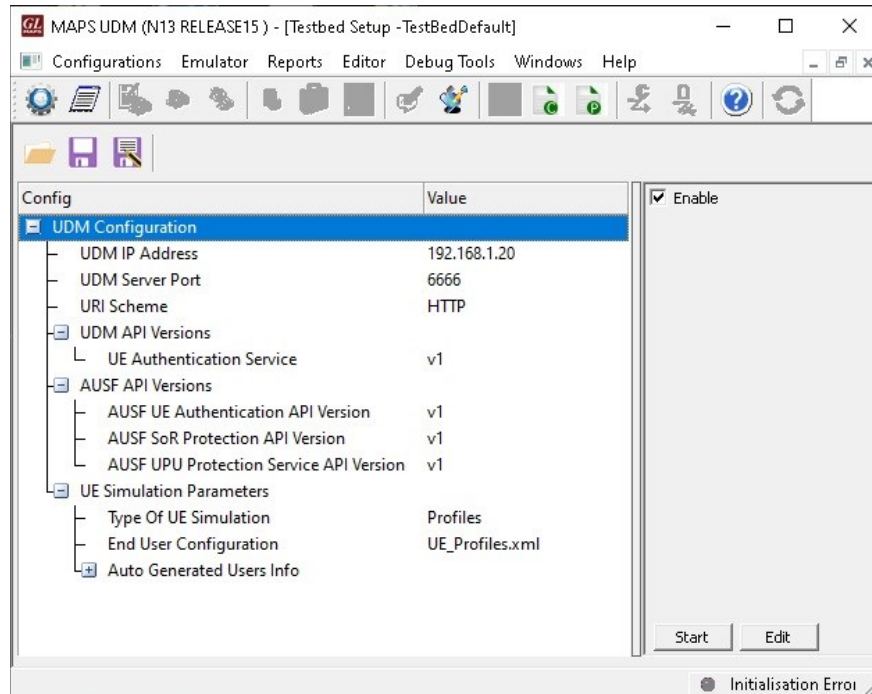 GL MAPS MAPS UDM (N13 RELEASE15 ) - [Testbed Setup -TestBedDefault]
Configurations Emulator Reports Editor Debug Tools Windows Help
Config Value
UDM Configuration
UDM IP Address 192.168.1.20
UDM Server Port 6666
URI Scheme HTTP
UDM API Versions
UE Authentication Service v1
AUSF API Versions
AUSF UE Authentication API Version v1
AUSF SoR Protection API Version v1
AUSF UPU Protection Service API Version v1
UE Simulation Parameters
Type Of UE Simulation Profiles
End User Configuration UE_Profiles.xml
Auto Generated Users Info
Enable
Start Edit
Initialisation Error